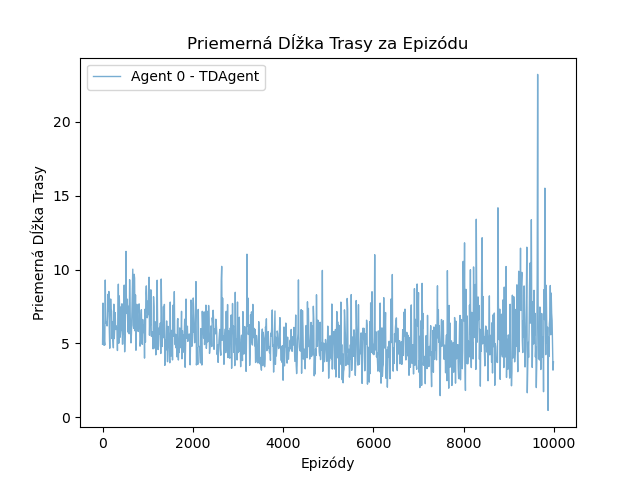 Priemerná Dĺžka Trasy za Epizódu
Agent 0 - TDAgent
Priemerná Dĺžka Trasy
20
15
10
5
0
0 2000 4000 6000 8000 10000
Epizódy